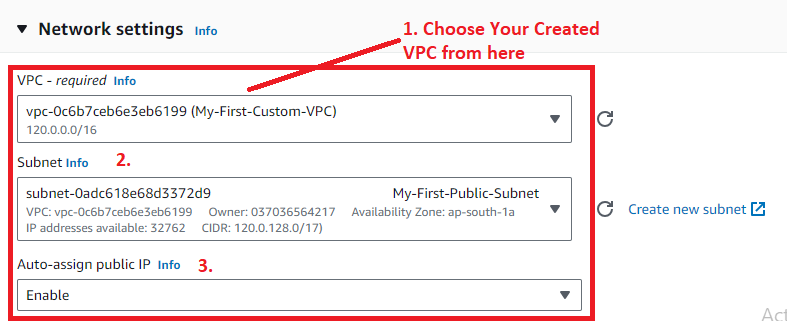 Network settings Info
1. Choose Your Created
VPC from here
VPC - required Info
vpc-0c6b7ceb6e3eb6199 (My-First-Custom-VPC)
120.0.0.0/16
Subnet Info 2.
subnet-0adc618e68d3372d9 My-First-Public-Subnet
VPC: vpc-0c6b7ceb6e3eb6199 Owner: 037036564217 Availability Zone: ap-south-1a
IP addresses available: 32762 CIDR: 120.0.128.0/17)
Create new subnet
Auto-assign public IP Info 3.
Enable
Act